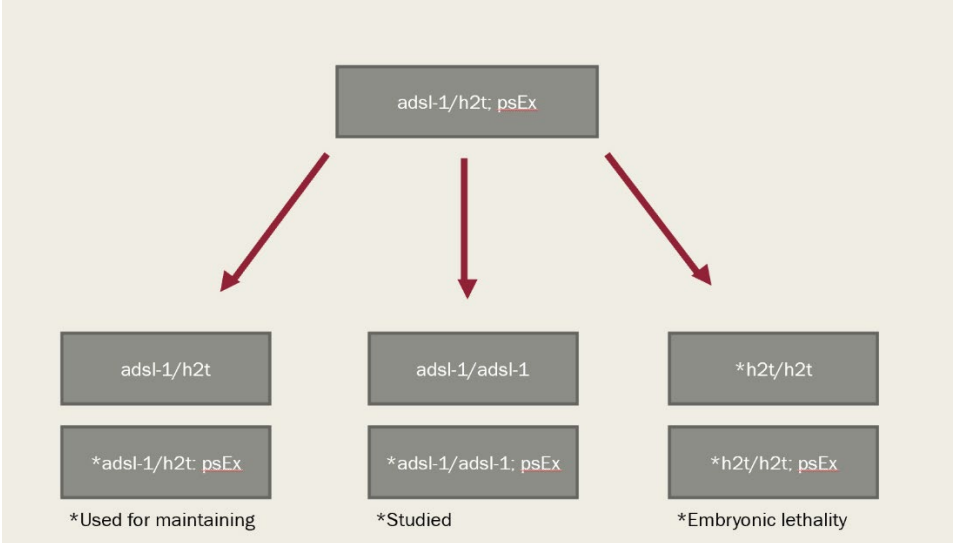 adsl-1/h2t; psEx
adsl-1/h2t
adsl-1/adsl-1
*h2t/h2t
*adsl-1/h2t: psEx
*adsl-1/adsl-1; psEx
*h2t/h2t; psEx
*Used for maintaining
*Studied
*Embryonic lethality